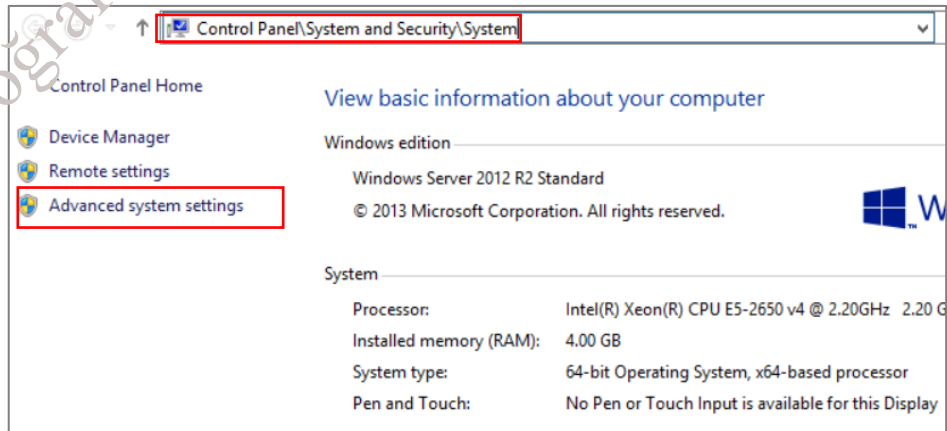 Control Panel\System and Security\System
Control Panel Home
Device Manager
Remote settings
Advanced system settings
View basic information about your computer
Windows edition
Windows Server 2012 R2 Standard
© 2013 Microsoft Corporation. All rights reserved.
W
System
Processor: Intel(R) Xeon(R) CPU E5-2650 v4 @ 2.20GHz 2.20 G
Installed memory (RAM): 4.00 GB
System type: 64-bit Operating System, x64-based processor
Pen and Touch: No Pen or Touch Input is available for this Display